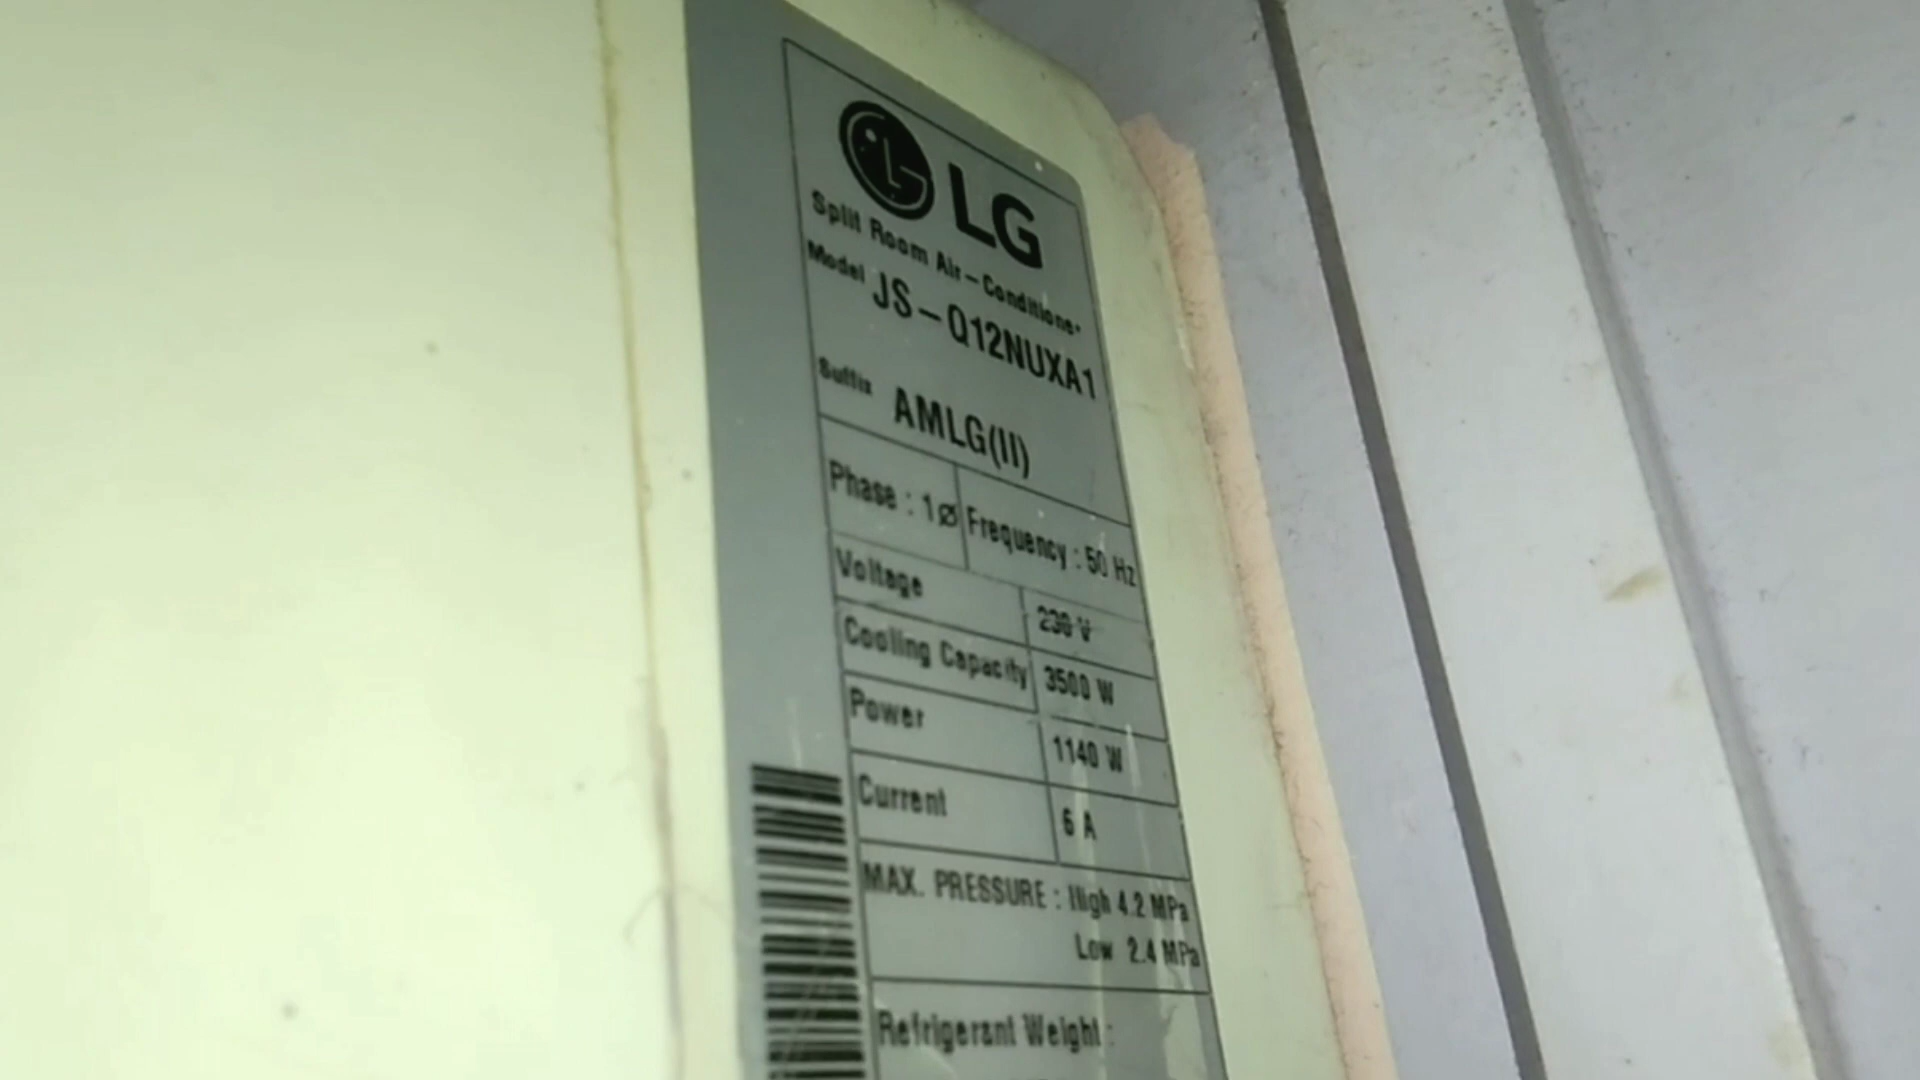 LG
Split Room Air-Conditioner
Model JS-Q12NUXA1
Suffix AMLG(II)
Phase : 1Ø Frequency : 50 Hz
Voltage 230 V
Cooling Capacity 3500 W
Power 1140 W
Current 6 A
MAX. PRESSURE : High 4.2 MPa
Low 2.4 MPa
Refrigerant Weight :